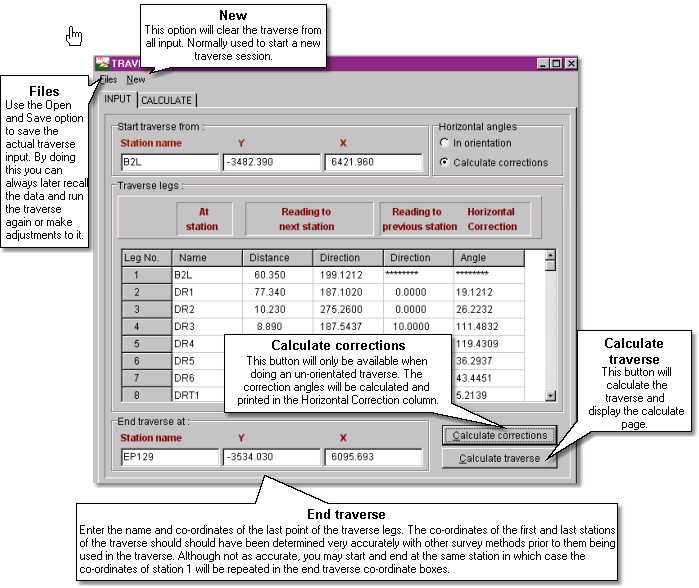 New
This option will clear the traverse from
all input. Normally used to start a new
traverse session.
TRAV
Files New
Files
Use the Open
and Save option
to save the
actual traverse
input. By doing
this you can
always later recall
the data and run
the traverse
again or make
adjustments to it.
INPUT CALCULATE
Start traverse from :
Station name Y X
B2L -3482.390 6421.960
Horizontal angles
In orientation
Calculate corrections
Traverse legs :
At
station
Reading to
next station
Reading to
previous station
Horizontal
Correction
Leg No. Name Distance Direction Direction Angle
1 B2L 60.350 199.1212 ******** ********
2 DR1 77.340 187.1020 0.0000 19.1212
3 DR2 10.230 275.2600 0.0000 26.2232
4 DR3 8.890 187.5437 10.0000 111.4832
5 DR4 119.4309
6 DR5 36.2937
7 DR6 43.4451
8 DRT1 5.2139
Calculate corrections
This button will only be available when
doing an un-orientated traverse. The
correction angles will be calculated and
printed in the Horizontal Correction column.
Calculate
traverse
This button will
calculate the
traverse and
display the calculate
page.
End traverse at :
Station name Y X
EP129 -3534.030 6095.693
Calculate corrections
Calculate traverse
End traverse
Enter the name and co-ordinates of the last point of the traverse legs. The co-ordinates of the first and last stations
of the traverse should should have been determined very accurately with other survey methods prior to them being
used in the traverse. Although not as accurate, you may start and end at the same station in which case the
co-ordinates of station 1 will be repeated in the end traverse co-ordinate boxes.